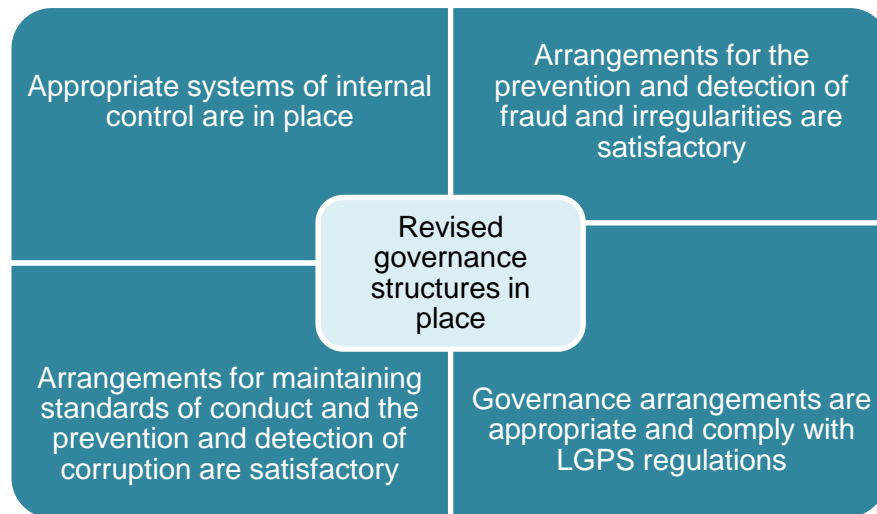 Appropriate systems of internal
control are in place
Arrangements for the
prevention and detection of
fraud and irregularities are
satisfactory
Revised
governance
structures in
place
Arrangements for maintaining
standards of conduct and the
prevention and detection of
corruption are satisfactory
Governance arrangements are
appropriate and comply with
LGPS regulations